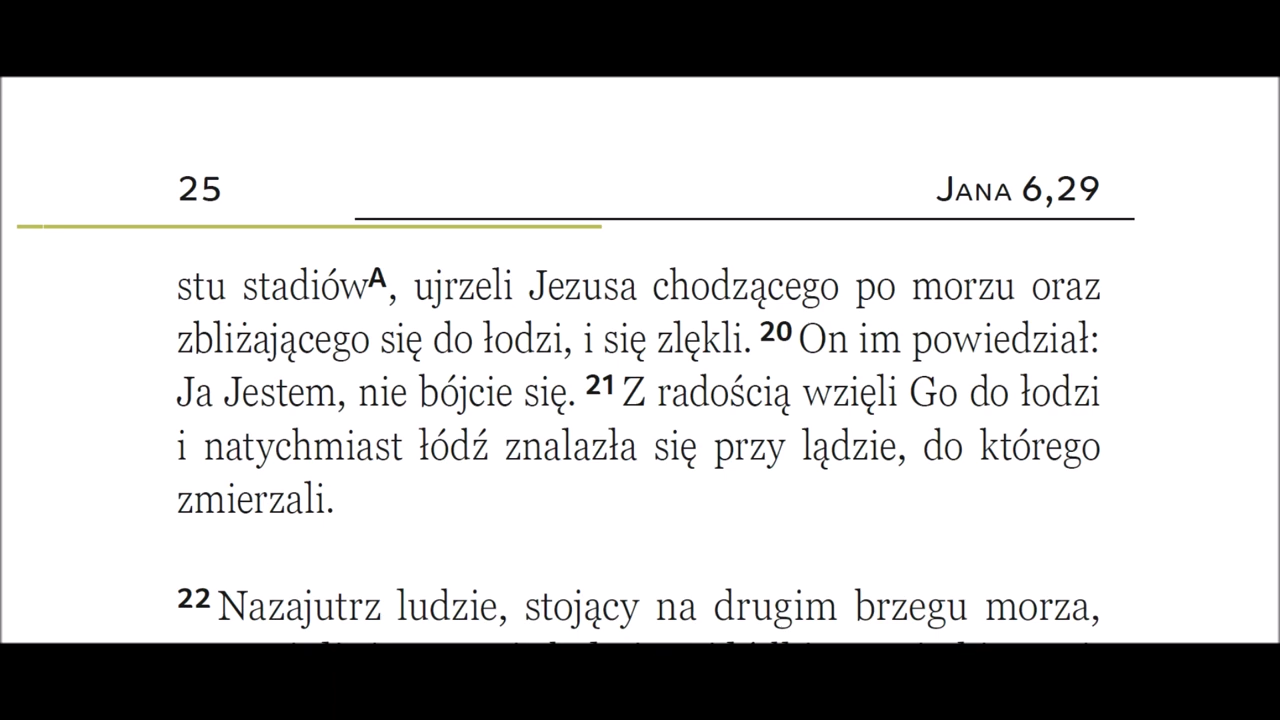 25 Jana 6,29
stu stadiówA, ujrzeli Jezusa chodzącego po morzu oraz
zbliżającego się do łodzi, i się zlękli. 20 On im powiedział:
Ja Jestem, nie bójcie się. 21 Z radością wzięli Go do łodzi
i natychmiast łódź znalazła się przy lądzie, do którego
zmierzali.
22 Nazajutrz ludzie, stojący na drugim brzegu morza,